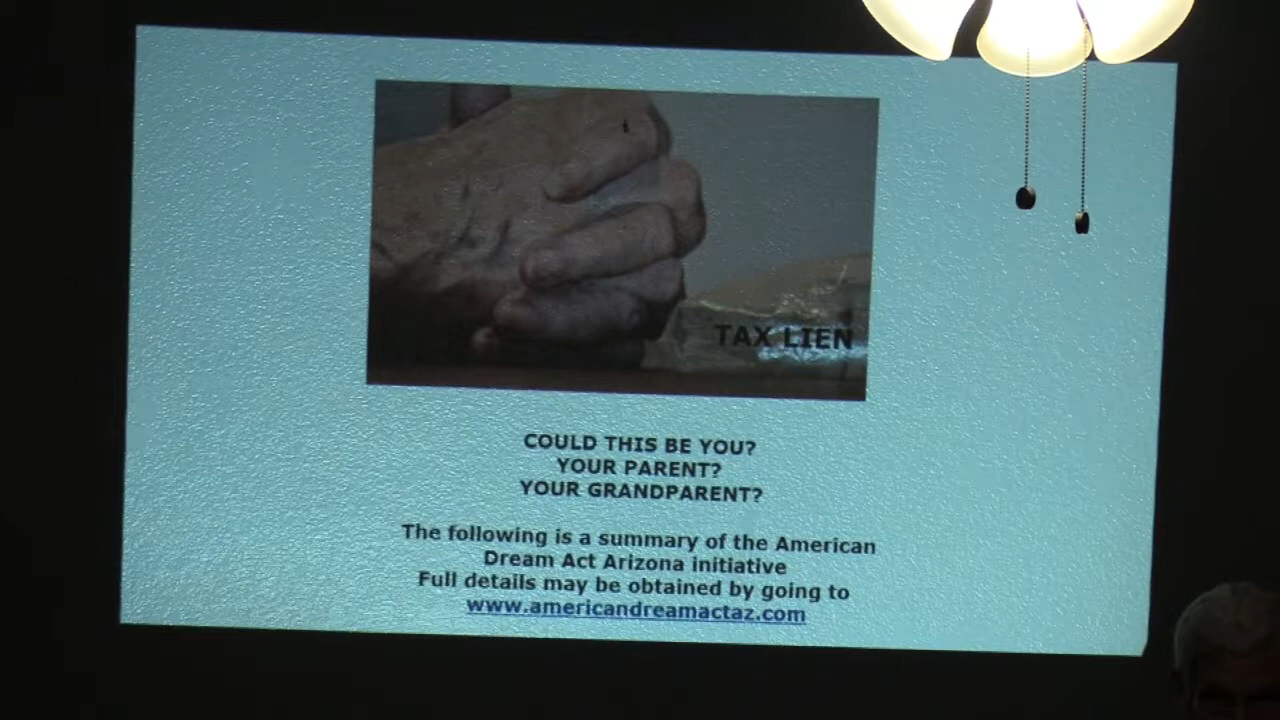 TAX LIEN
COULD THIS BE YOU?
YOUR PARENT?
YOUR GRANDPARENT?
The following is a summary of the American
Dream Act Arizona initiative
Full details may be obtained by going to
www.americandreamactaz.com